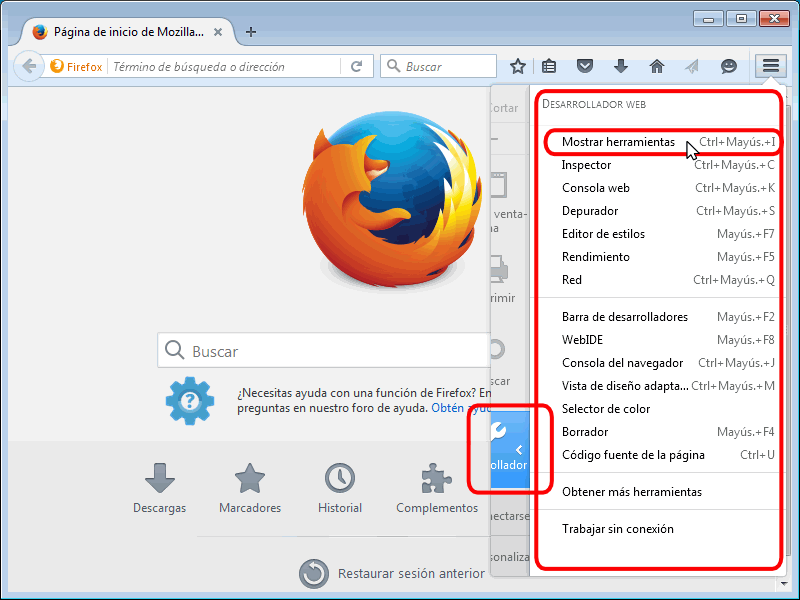 Página de inicio de Mozilla...
Firefox
Término de búsqueda o dirección
Buscar
DESARROLLADOR WEB
Mostrar herramientas Ctrl+Mayús.+I
Inspector Ctrl+Mayús.+C
Consola web Ctrl+Mayús.+K
Depurador Ctrl+Mayús.+S
Editor de estilos Mayús.+F7
Rendimiento Mayús.+F5
Red Ctrl+Mayús.+Q
Barra de desarrolladores Mayús.+F2
WebIDE Mayús.+F8
Consola del navegador Ctrl+Mayús.+J
Vista de diseño adapta... Ctrl+Mayús.+M
Selector de color
Borrador Mayús.+F4
Código fuente de la página Ctrl+U
Obtener más herramientas
Trabajar sin conexión
ortar
venta-
na
rimir
scar
ollador
nectarse
sonaliza
Buscar
¿Necesitas ayuda con una función de Firefox? En
preguntas en nuestro foro de ayuda. Obtén ayud
Descargas
Marcadores
Historial
Complementos
Restaurar sesión anterior